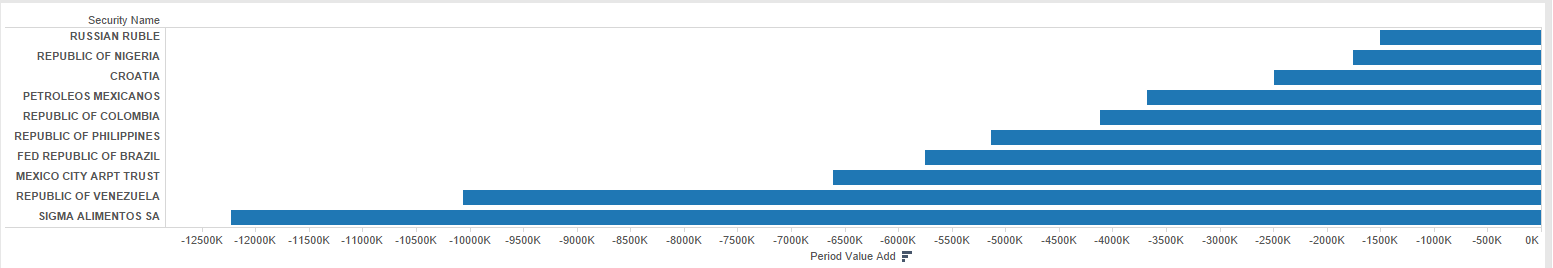 Security Name
RUSSIAN RUBLE
REPUBLIC OF NIGERIA
CROATIA
PETROLEOS MEXICANOS
REPUBLIC OF COLOMBIA
REPUBLIC OF PHILIPPINES
FED REPUBLIC OF BRAZIL
MEXICO CITY ARPT TRUST
REPUBLIC OF VENEZUELA
SIGMA ALIMENTOS SA
-12500K -12000K -11500K -11000K -10500K -10000K -9500K -9000K -8500K -8000K -7500K -7000K -6500K -6000K -5500K -5000K -4500K -4000K -3500K -3000K -2500K -2000K -1500K -1000K -500K 0K
Period Value Add